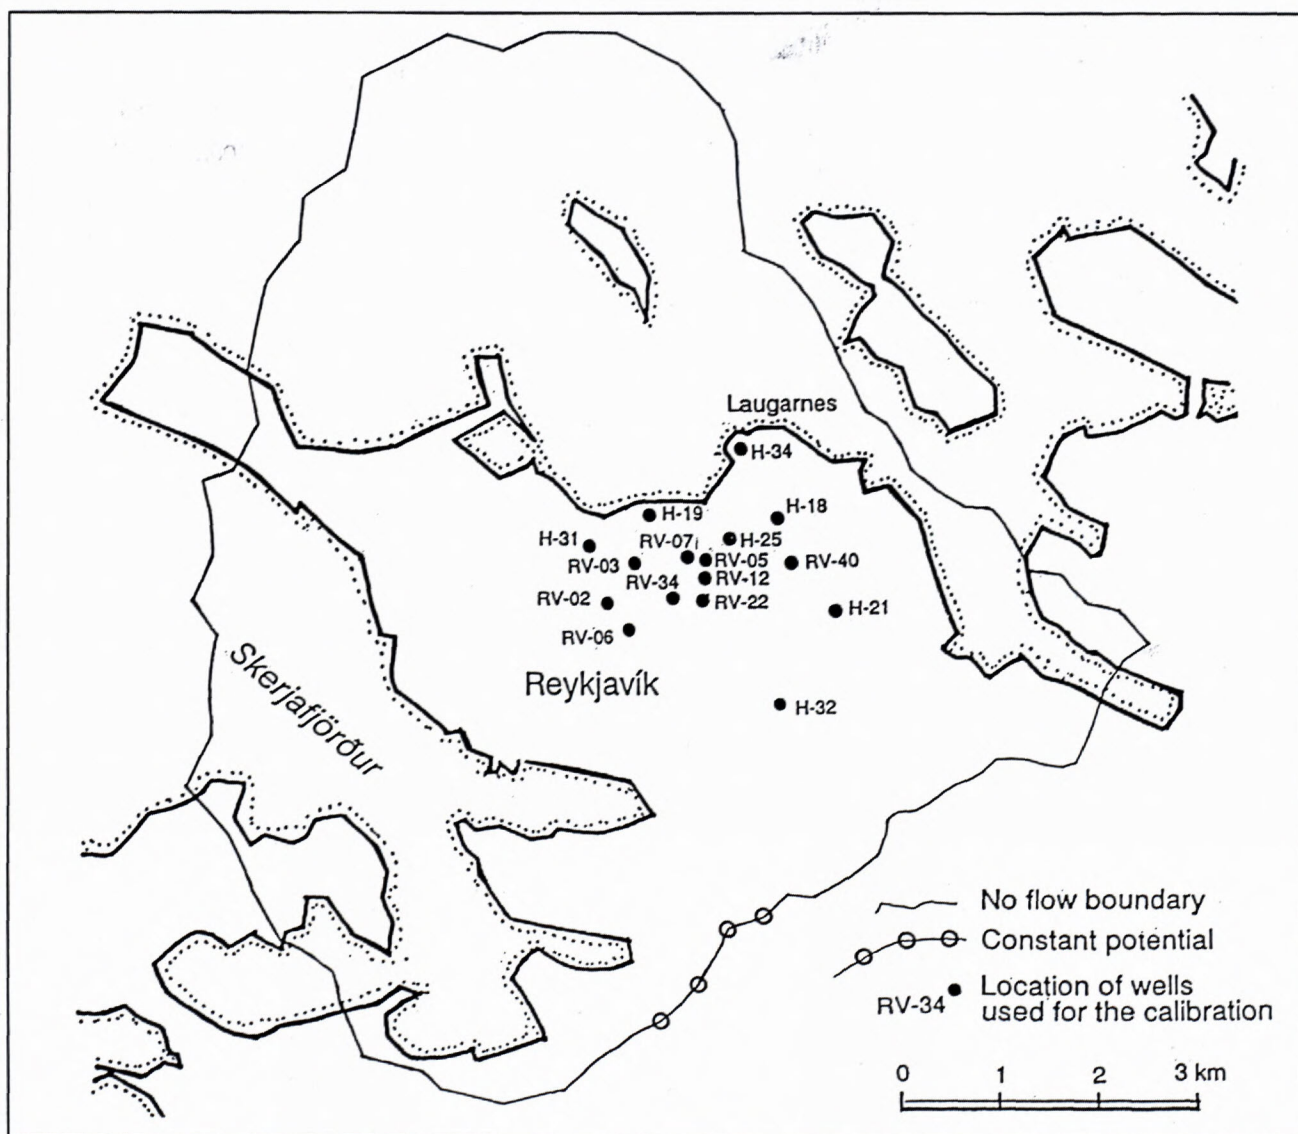 Laugarnes
H-34
H-19
H-18
H-31
RV-07
H-25
RV-03
RV-05
RV-40
RV-34
RV-12
RV-02
RV-22
H-21
RV-06
Skerjafjörður
Reykjavík
H-32
No flow boundary
Constant potential
RV-34
Location of wells
used for the calibration
0 1 2 3 km